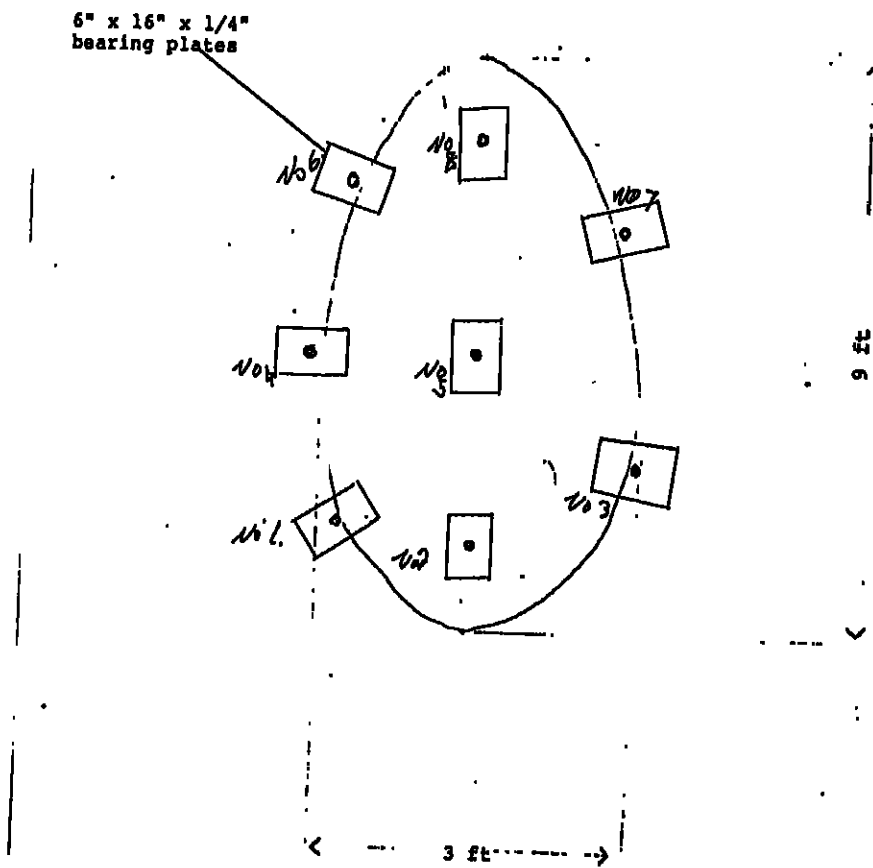 6" x 16" x 1/4"
bearing plates
No 8
No 6
No 7
No 4
No 5
9 ft
No 3
No 1.
No 2
3 ft